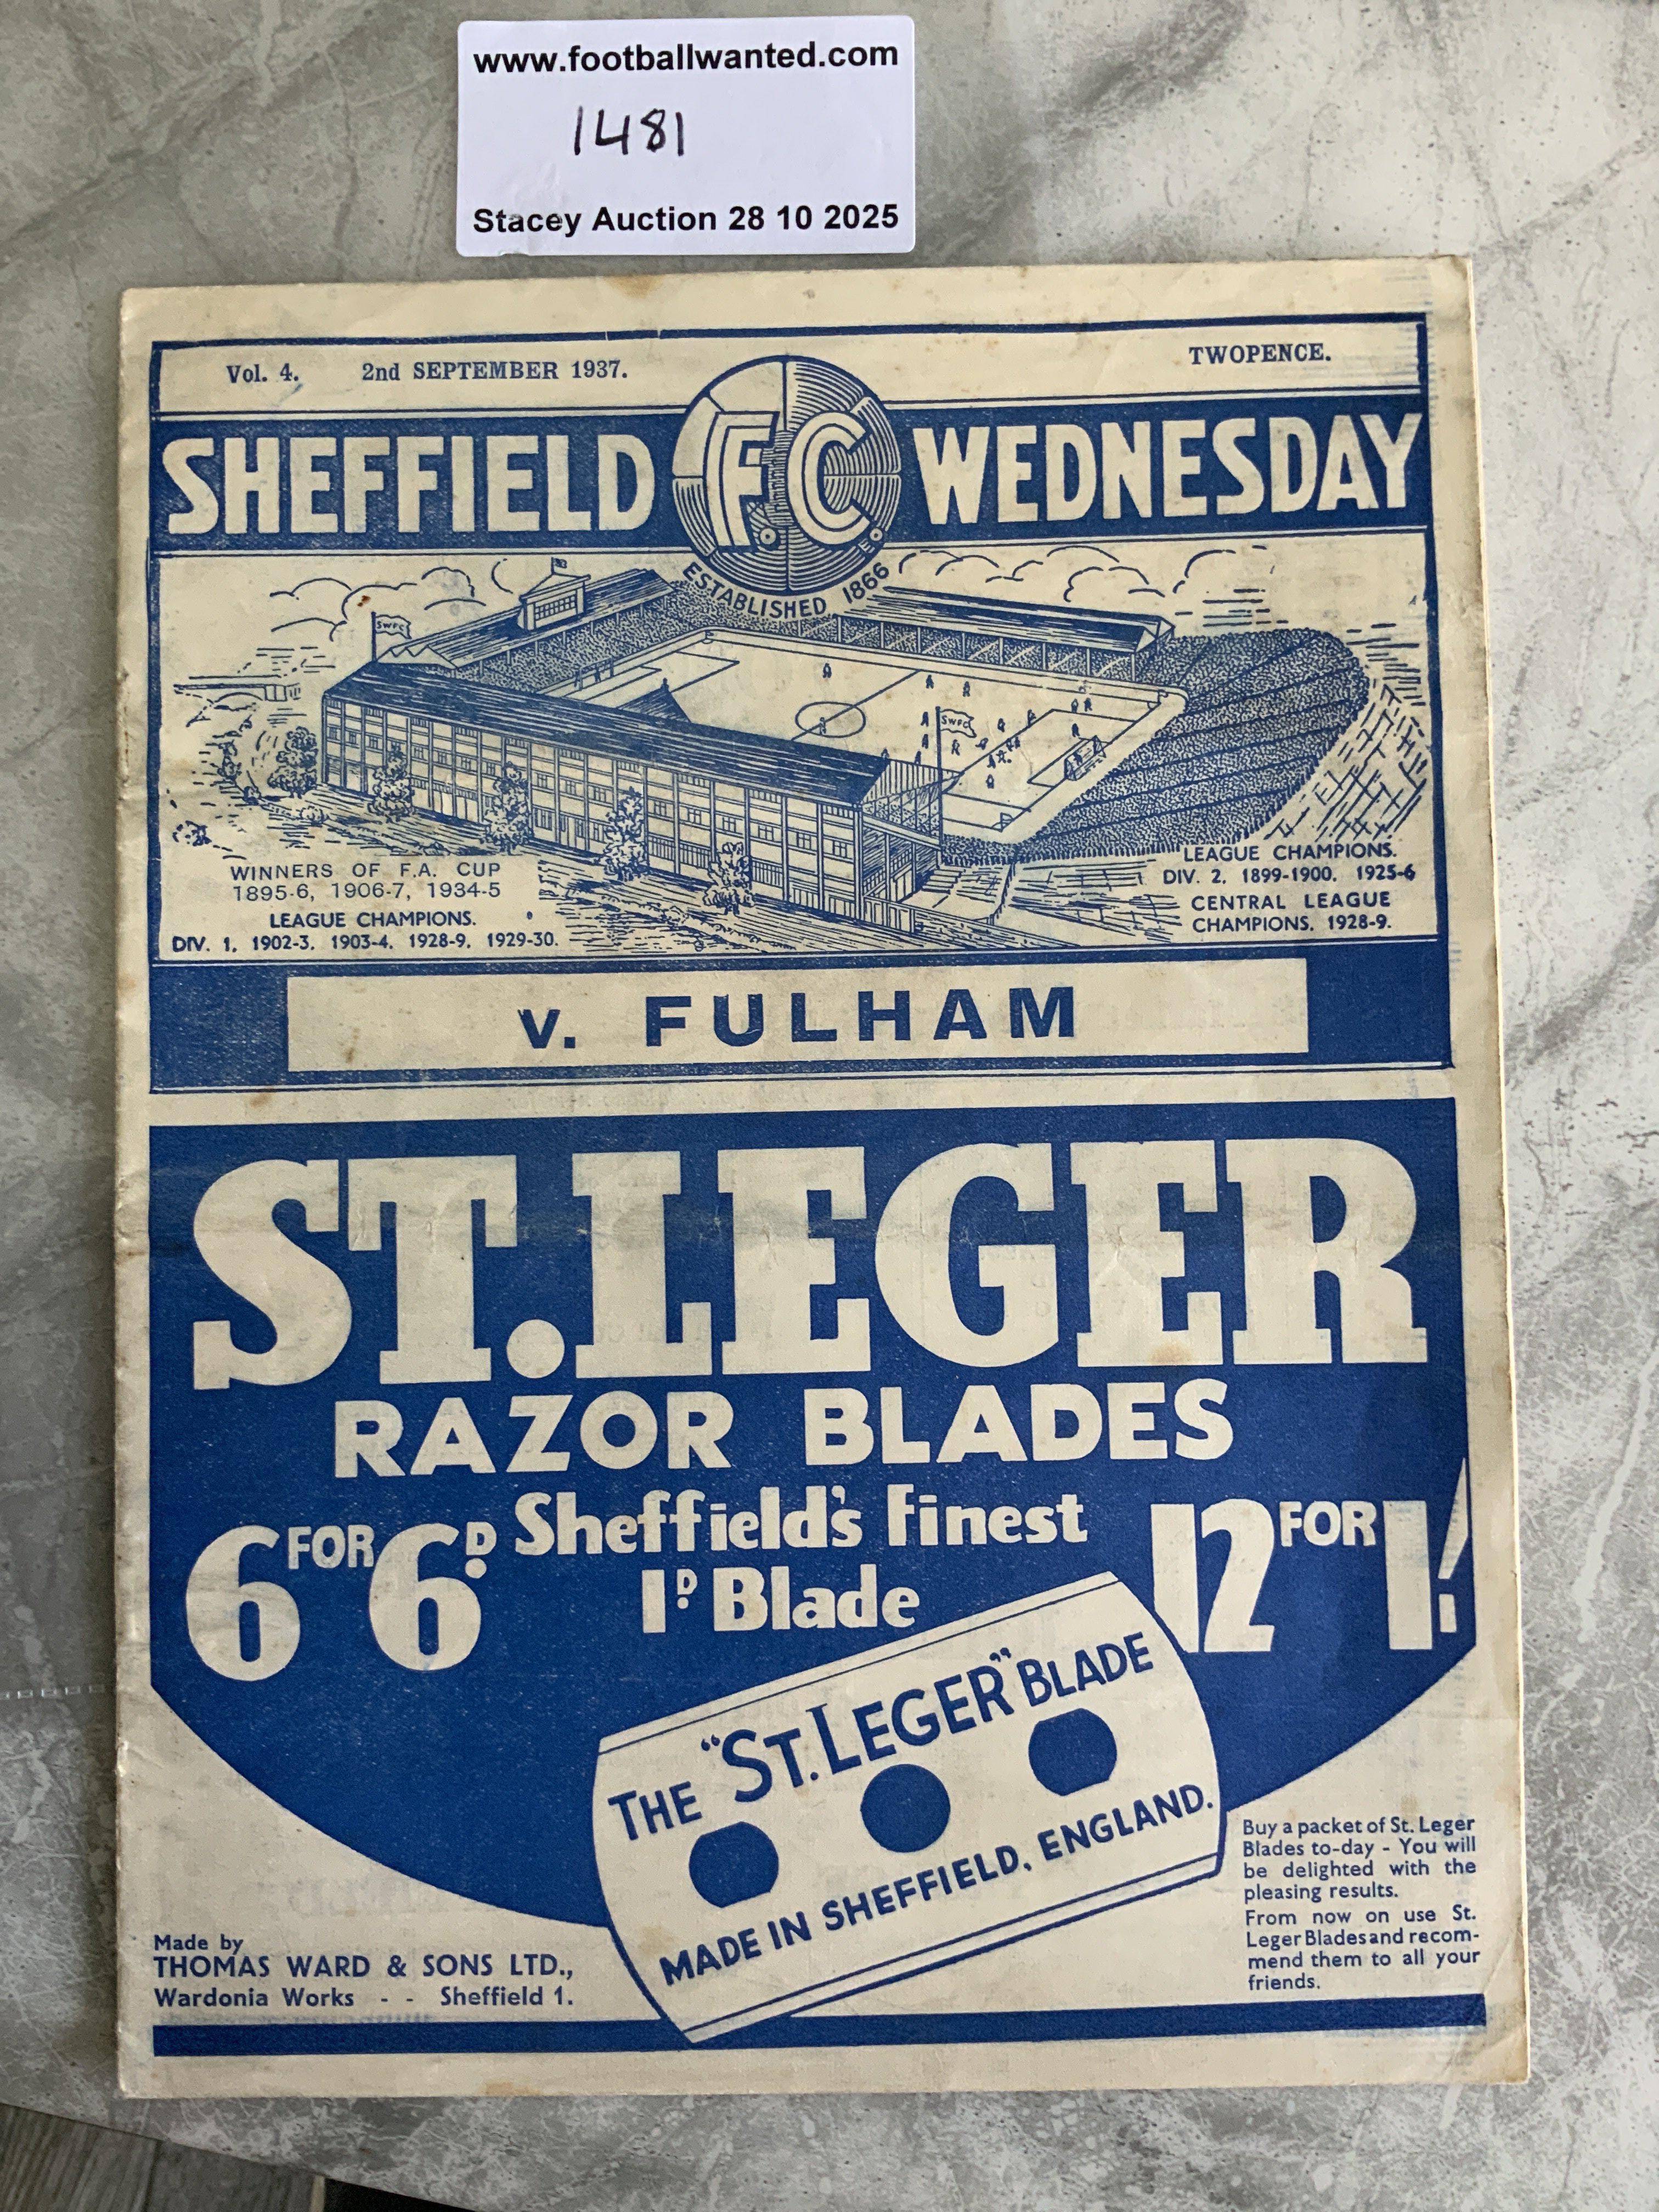 www.footballwanted.com
1481
Stacey Auction 28 10 2025
Vol. 4. 2nd SEPTEMBER 1937. TWOPENCE.
SHEFFIELD F.C. WEDNESDAY
ESTABLISHED 1866
SWFC
SWFC
WINNERS OF F.A. CUP
1895-6, 1906-7, 1934-5
LEAGUE CHAMPIONS.
DIV. 1, 1902-3, 1903-4, 1928-9, 1929-30.
LEAGUE CHAMPIONS.
DIV. 2, 1899-1900, 1925-6
CENTRAL LEAGUE
CHAMPIONS, 1928-9.
v. FULHAM
ST. LEGER
RAZOR BLADES
6 FOR 6D.
Sheffield's Finest
1D. Blade
12 FOR 1/-
THE "ST. LEGER" BLADE
MADE IN SHEFFIELD, ENGLAND.
Made by
THOMAS WARD & SONS LTD.,
Wardonia Works - - Sheffield 1.
Buy a packet of St. Leger
Blades to-day - You will
be delighted with the
pleasing results.
From now on use St.
Leger Blades and recom-
mend them to all your
friends.